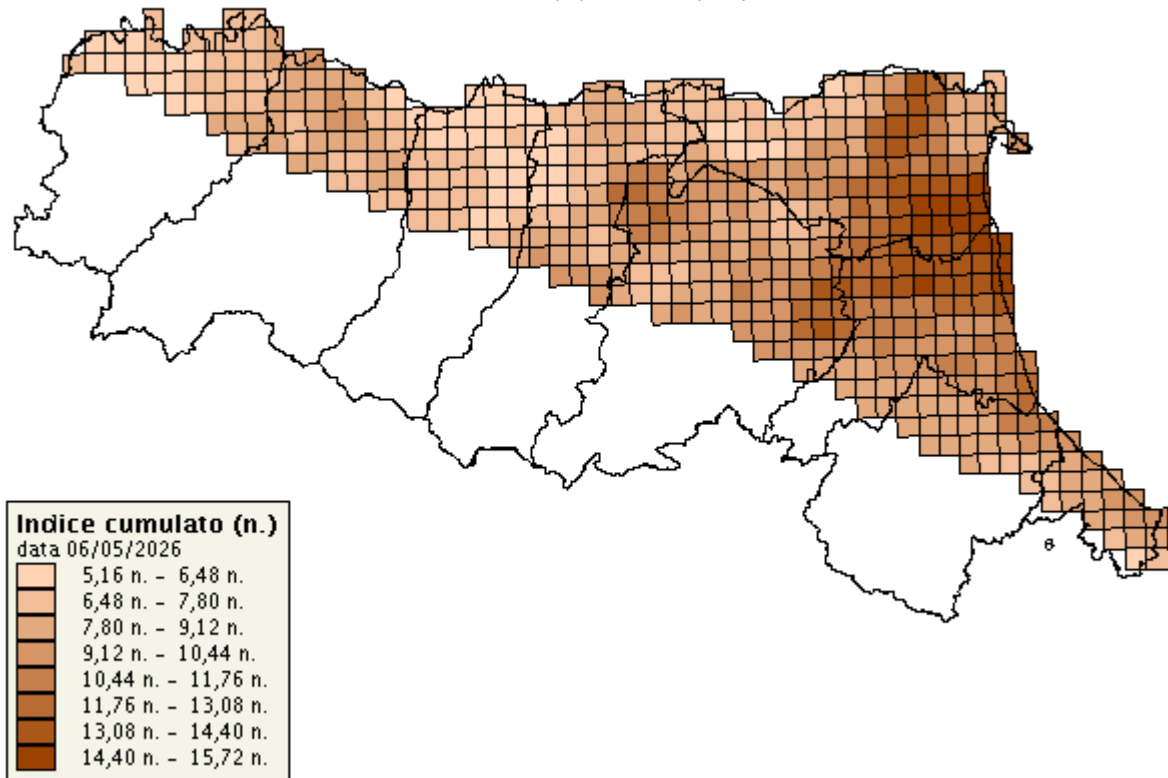 Indice cumulato (n.)
data 06/05/2026
5,16 n. – 6,48 n.
6,48 n. – 7,80 n.
7,80 n. – 9,12 n.
9,12 n. – 10,44 n.
10,44 n. – 11,76 n.
11,76 n. – 13,08 n.
13,08 n. – 14,40 n.
14,40 n. – 15,72 n.